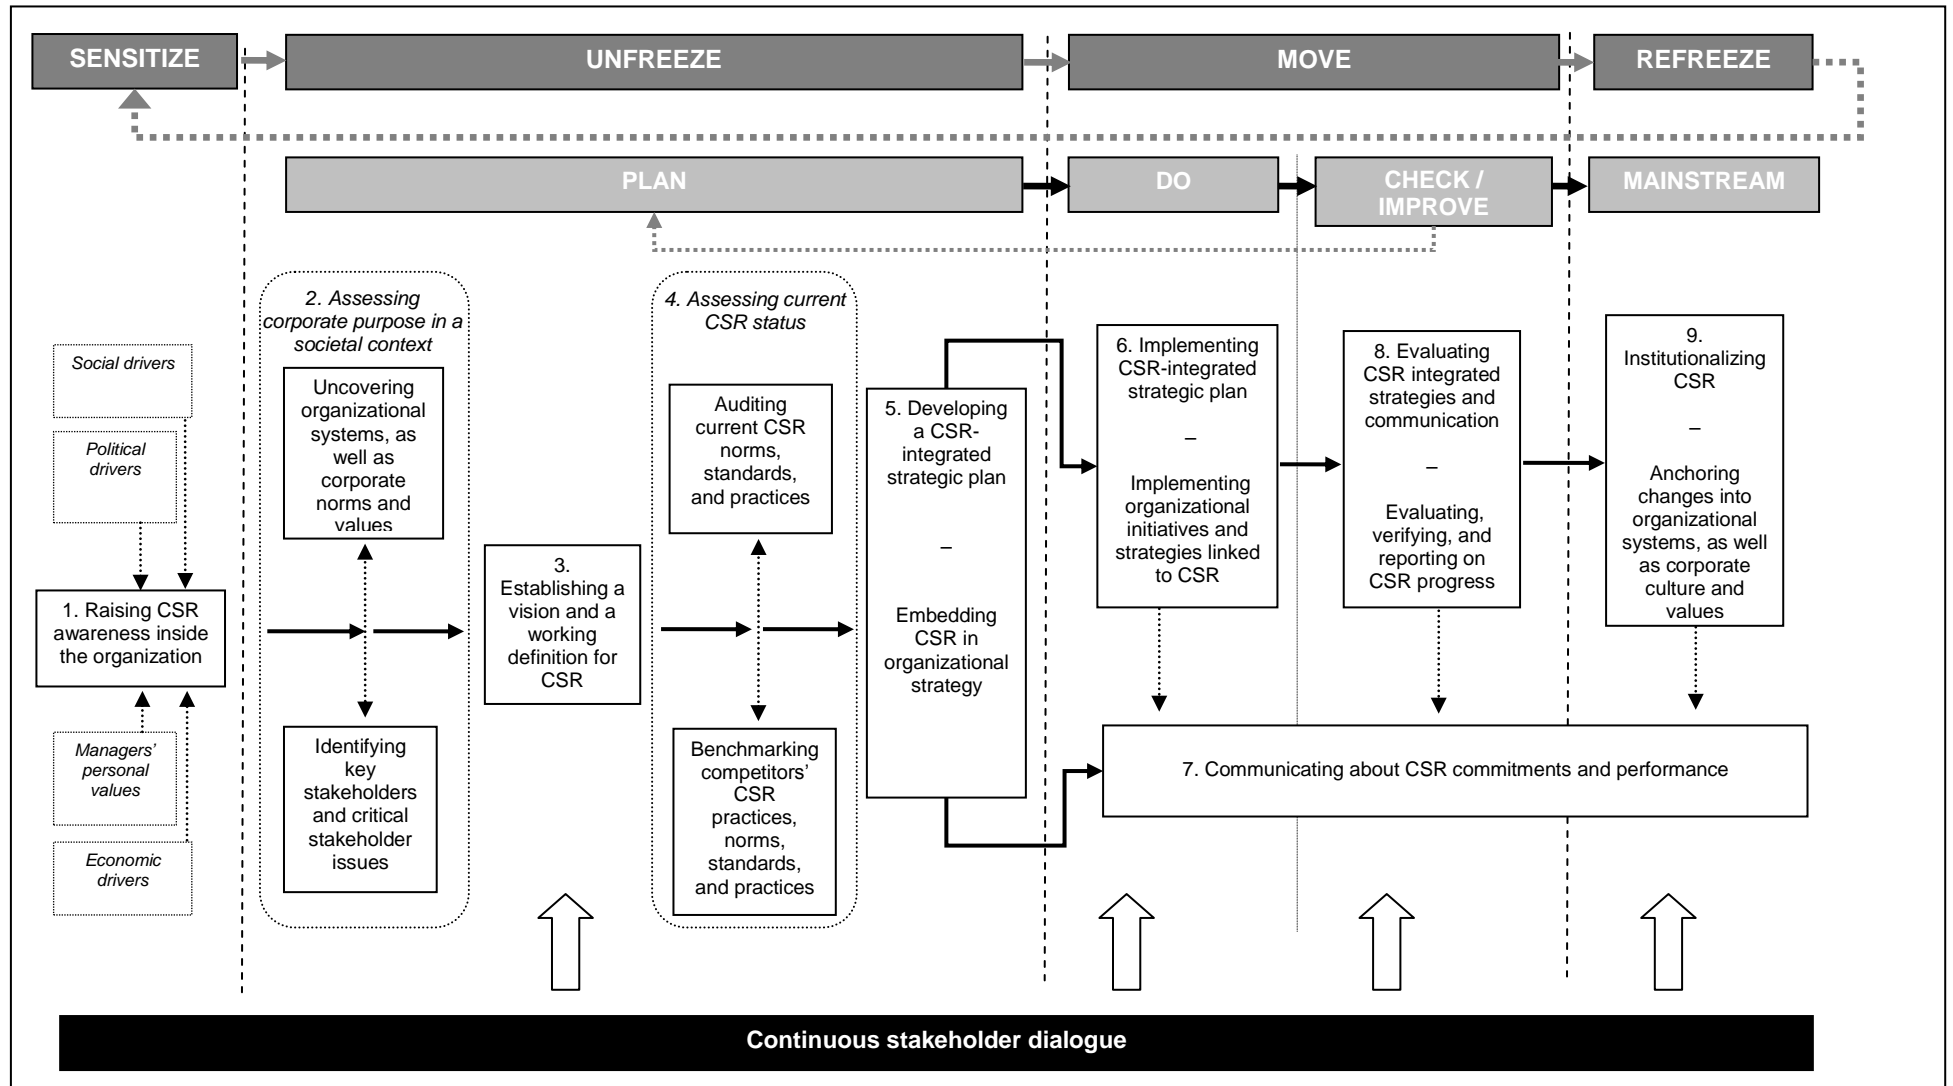 SENSITIZE
UNFREEZE
MOVE
REFREEZE
PLAN
DO
CHECK /
IMPROVE
MAINSTREAM
Social drivers
Political
drivers
1. Raising CSR
awareness inside
the organization
Managers’
personal
values
Economic
drivers
2. Assessing
corporate purpose in a
societal context
Uncovering
organizational
systems, as
well as
corporate
norms and
values
Identifying
key
stakeholders
and critical
stakeholder
issues
3.
Establishing a
vision and a
working
definition for
CSR
4. Assessing current
CSR status
Auditing
current CSR
norms,
standards,
and practices
Benchmarking
competitors’
CSR
practices,
norms,
standards,
and practices
5. Developing
a CSR-
integrated
strategic plan
–
Embedding
CSR in
organizational
strategy
6. Implementing
CSR-integrated
strategic plan
–
Implementing
organizational
initiatives and
strategies linked
to CSR
8. Evaluating
CSR integrated
strategies and
communication
–
Evaluating,
verifying, and
reporting on
CSR progress
9.
Institutionalizing
CSR
–
Anchoring
changes into
organizational
systems, as well
as corporate
culture and
values
7. Communicating about CSR commitments and performance
Continuous stakeholder dialogue